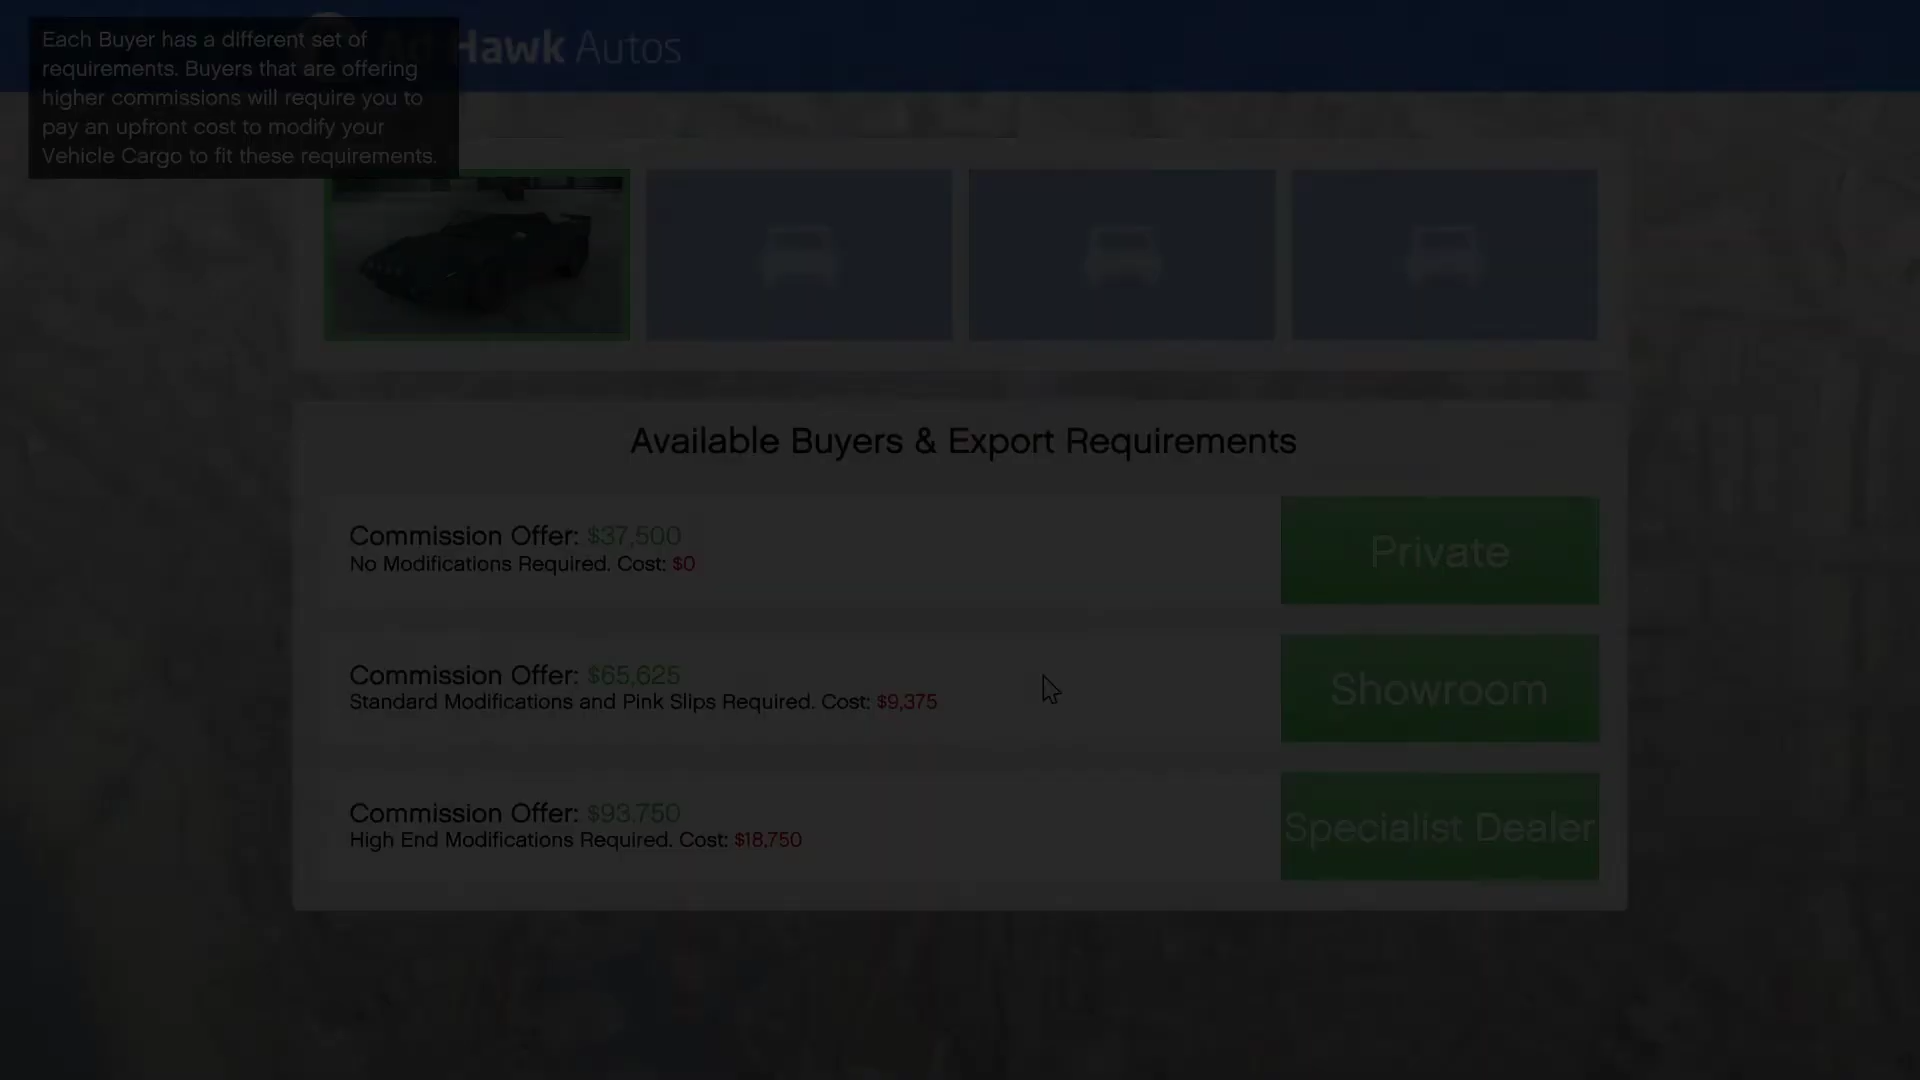 Each Buyer has a different set of
requirements. Buyers that are offering
higher commissions will require you to
pay an upfront cost to modify your
Vehicle Cargo to fit these requirements.
Hawk Autos
Available Buyers & Export Requirements
Commission Offer: $37,500
No Modifications Required. Cost: $0
Private
Commission Offer: $65,625
Standard Modifications and Pink Slips Required. Cost: $9,375
Showroom
Commission Offer: $93,750
High End Modifications Required. Cost: $18,750
Specialist Dealer